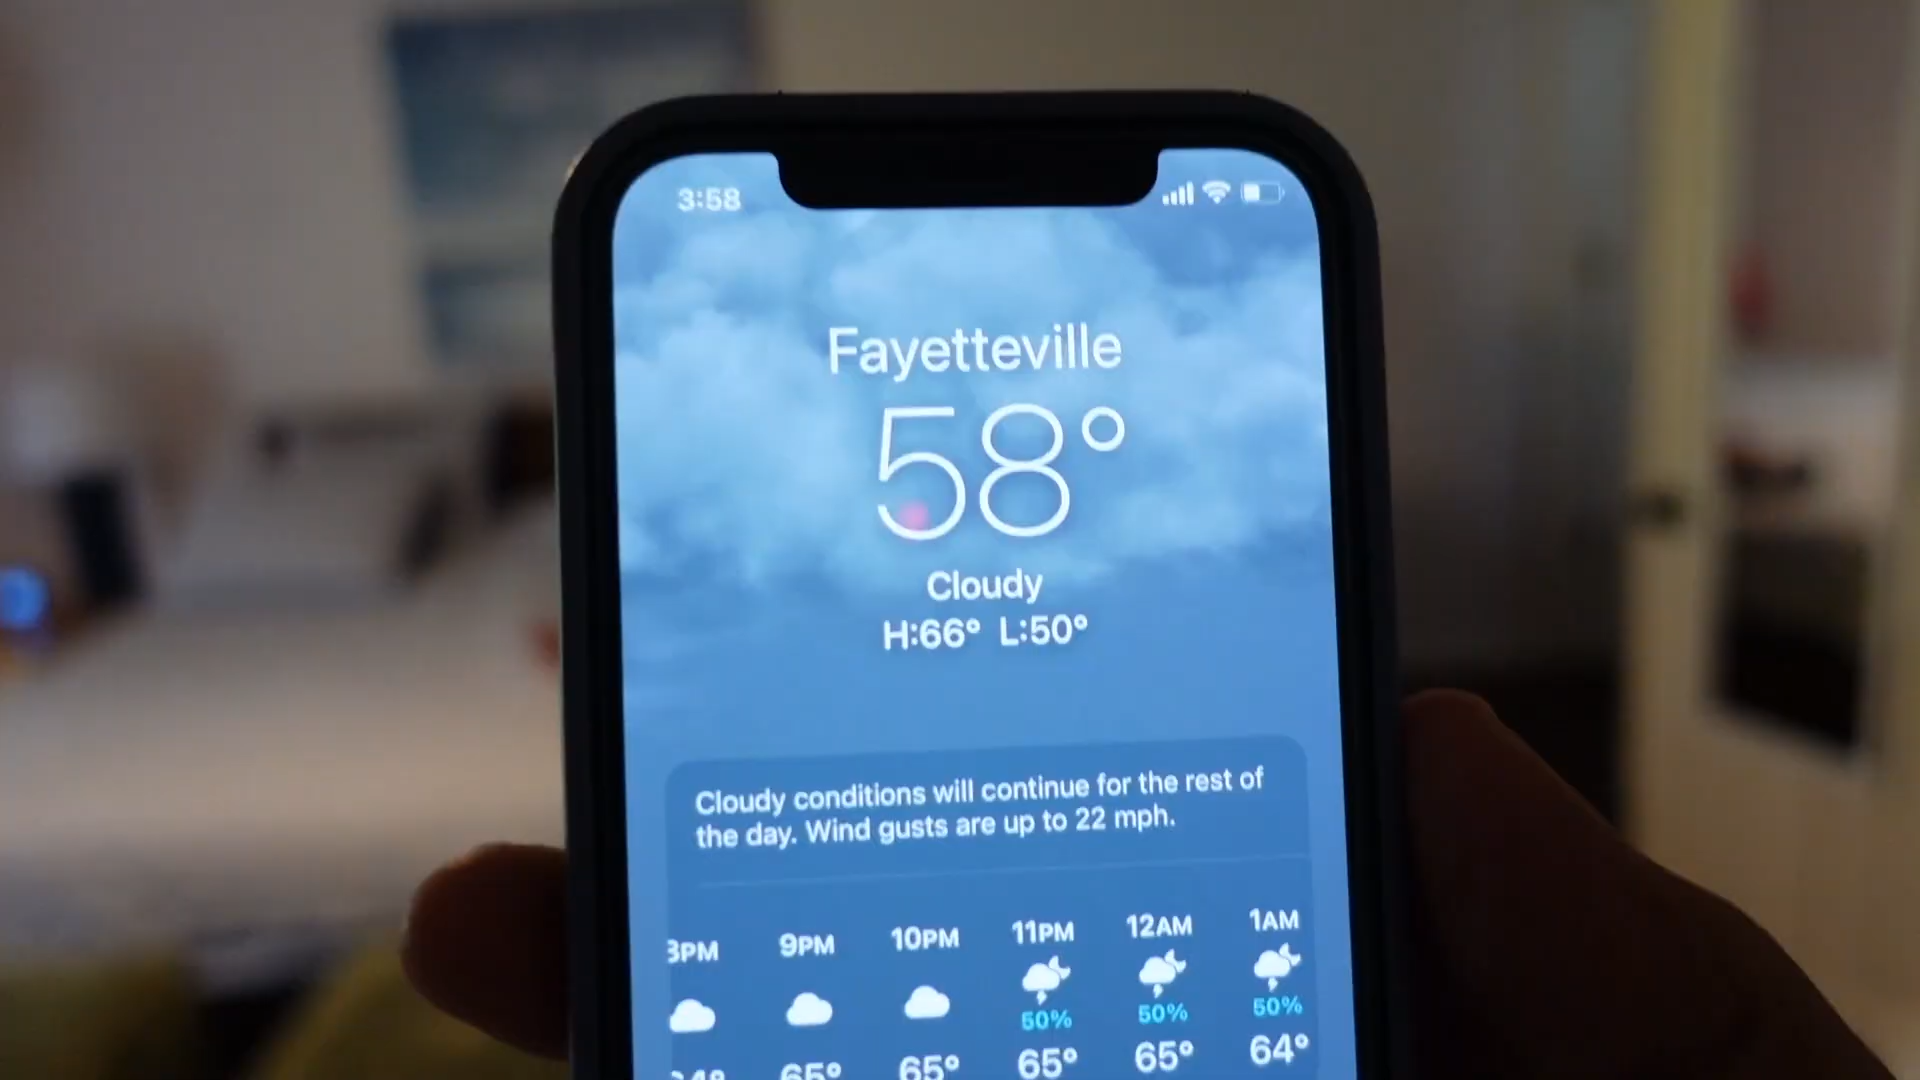 3:58
Fayetteville
58°
Cloudy
H:66° L:50°
Cloudy conditions will continue for the rest of
the day. Wind gusts are up to 22 mph.
9PM 10PM 11PM 12AM 1AM
50% 50% 50%
65° 65° 65° 65° 64°